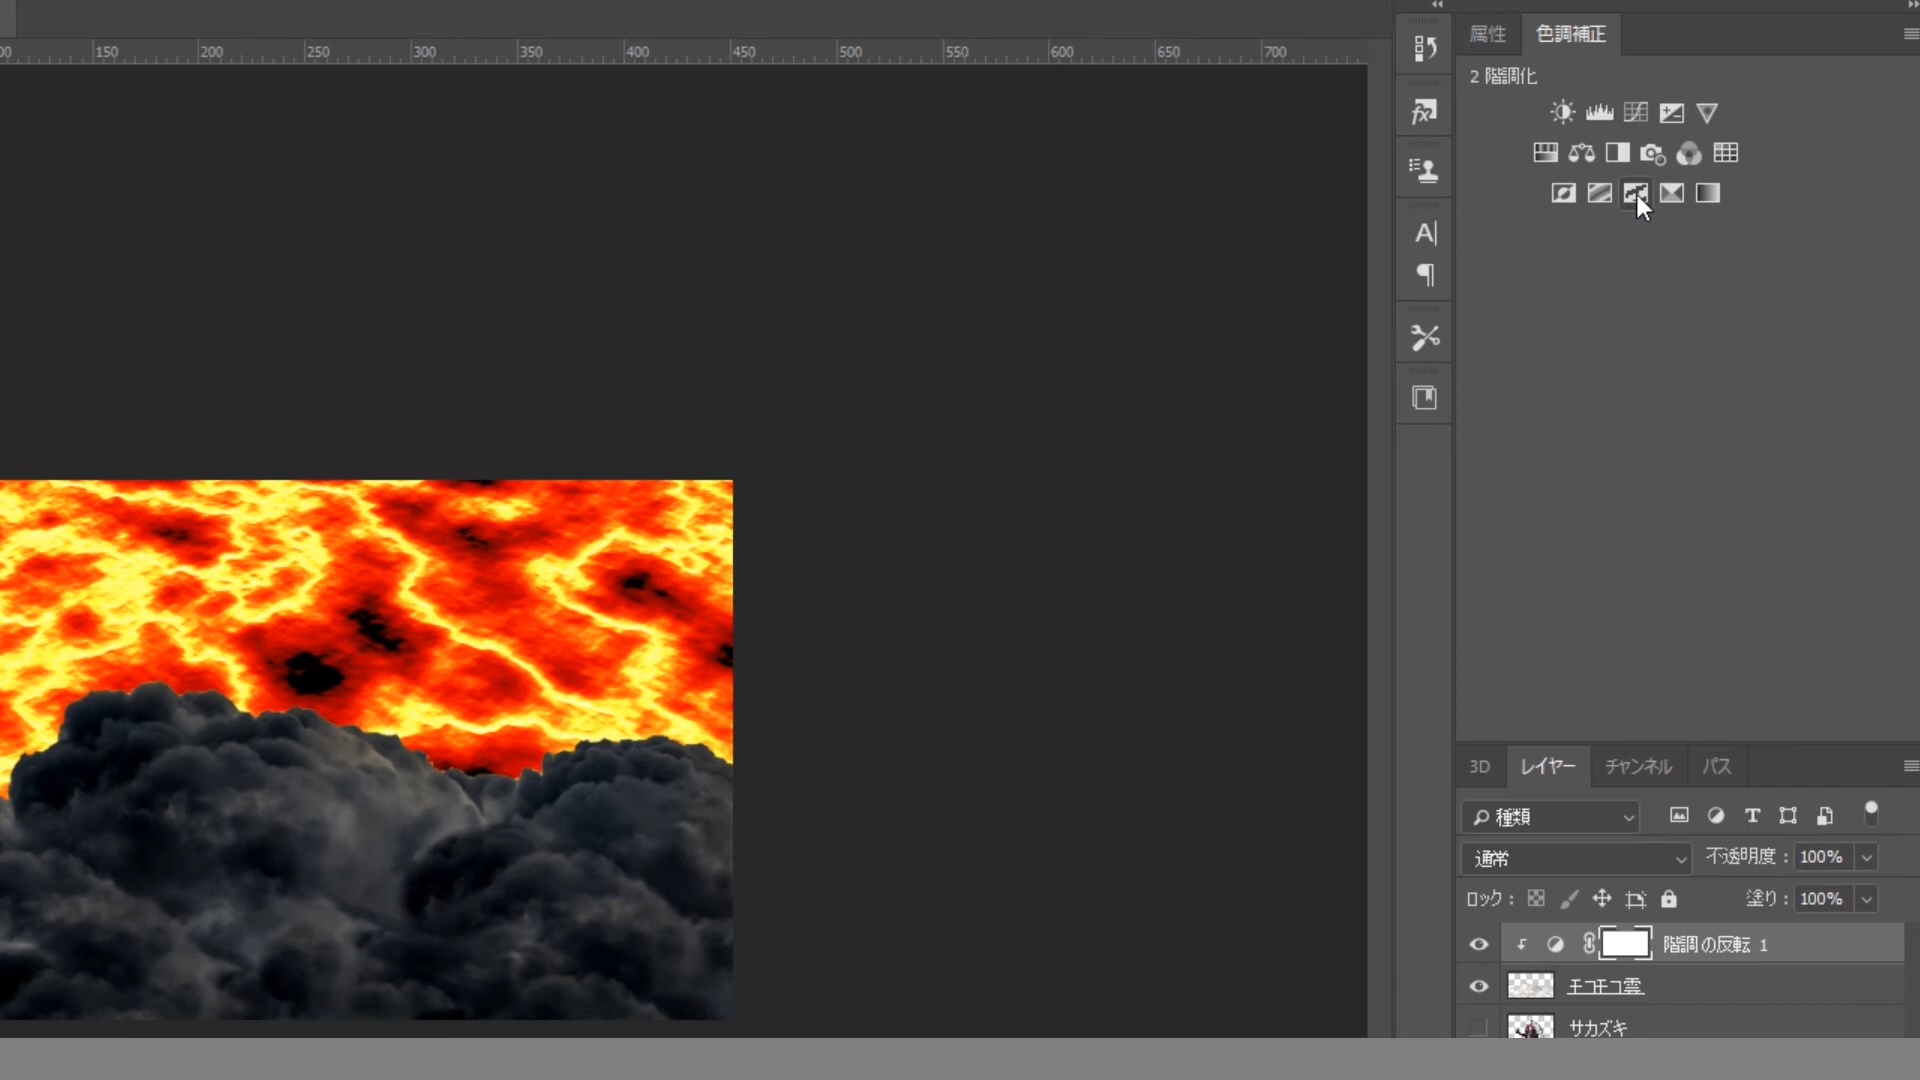 00 150 200 250 300 350 400 450 500 550 600 650 700
属性 色調補正
2 階調化
fx
A|
3D レイヤー チャンネル パス
種類 T
通常 不透明度： 100%
ロック： 塗り： 100%
階調の反転 1
モコモコ雲
サカズキ